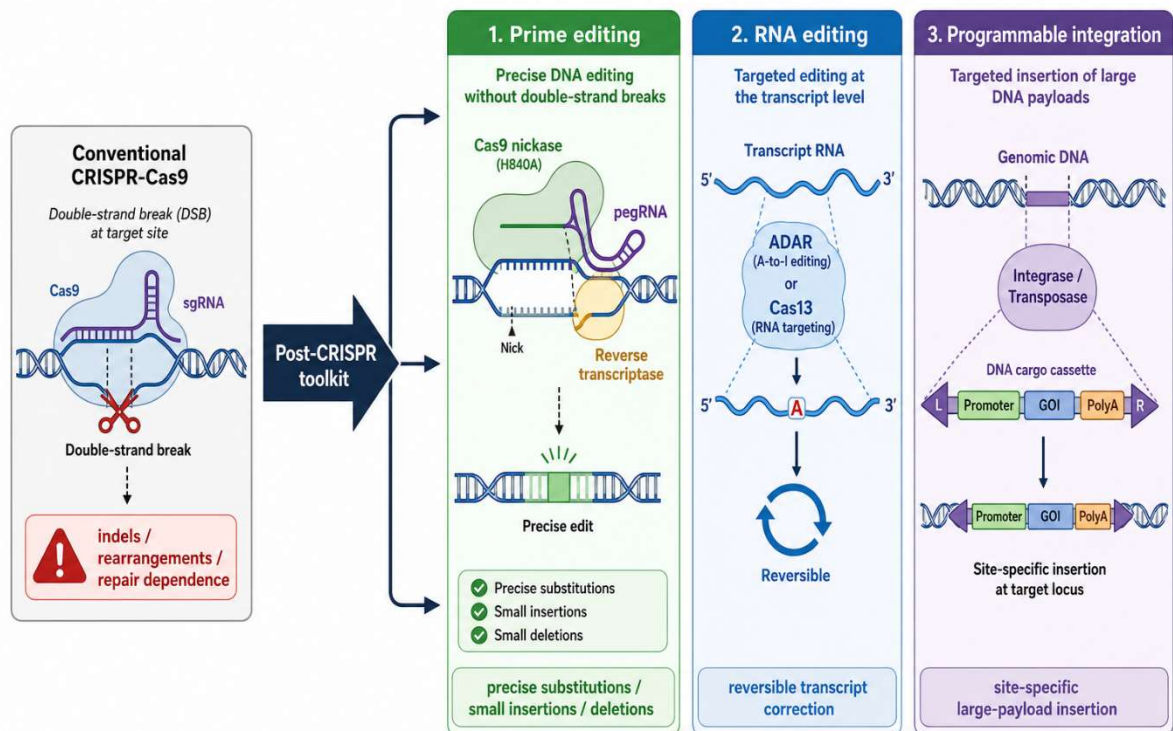 Conventional
CRISPR-Cas9
Double-strand break (DSB)
at target site
Cas9
sgRNA
Double-strand break
indels /
rearrangements /
repair dependence
Post-CRISPR
toolkit
1. Prime editing
Precise DNA editing
without double-strand breaks
Cas9 nickase
(H840A)
pegRNA
Nick
Reverse
transcriptase
Precise edit
Precise substitutions
Small insertions
Small deletions
precise substitutions /
small insertions / deletions
2. RNA editing
Targeted editing at
the transcript level
Transcript RNA
5′ 3′
ADAR
(A-to-I editing)
or
Cas13
(RNA targeting)
5′ A 3′
Reversible
reversible transcript
correction
3. Programmable integration
Targeted insertion of large
DNA payloads
Genomic DNA
Integrase /
Transposase
DNA cargo cassette
L Promoter GOI PolyA R
Promoter GOI PolyA
Site-specific insertion
at target locus
site-specific
large-payload insertion